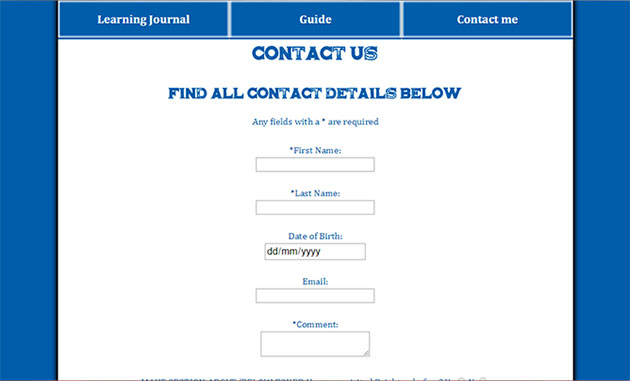 Learning Journal
Guide
Contact me
CONTACT US
FIND ALL CONTACT DETAILS BELOW
Any fields with a * are required
*First Name:
*Last Name:
Date of Birth:
dd/mm/yyyy
Email:
*Comment: